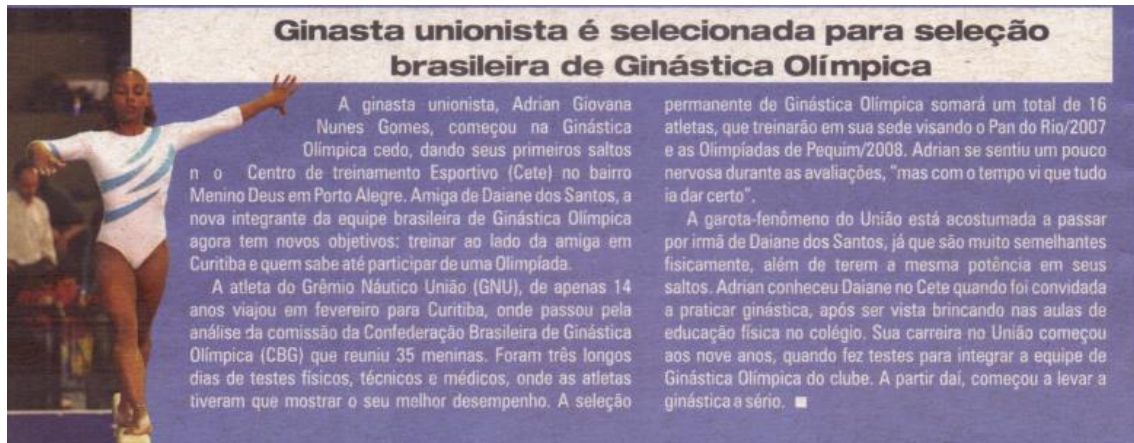 Ginasta unionista é selecionada para seleção
brasileira de Ginástica Olímpica
A ginasta unionista, Adrian Giovana
Nunes Gomes, começou na Ginástica
Olímpica cedo, dando seus primeiros saltos
n o Centro de treinamento Esportivo (Cete) no bairro
Menino Deus em Porto Alegre. Amiga de Daiane dos Santos, a
nova integrante da equipe brasileira de Ginástica Olímpica
agora tem novos objetivos: treinar ao lado da amiga em
Curitiba e quem sabe até participar de uma Olimpíada.
A atleta do Grêmio Náutico União (GNU), de apenas 14
anos viajou em fevereiro para Curitiba, onde passou pela
análise da comissão da Confederação Brasileira de Ginástica
Olímpica (CBG) que reuniu 35 meninas. Foram três longos
dias de testes físicos, técnicos e médicos, onde as atletas
tiveram que mostrar o seu melhor desempenho. A seleção
permanente de Ginástica Olímpica somará um total de 16
atletas, que treinarão em sua sede visando o Pan do Rio/2007
e as Olimpíadas de Pequim/2008. Adrian se sentiu um pouco
nervosa durante as avaliações, "mas com o tempo vi que tudo
ia dar certo".
A garota-fenômeno do União está acostumada a passar
por irmã de Daiane dos Santos, já que são muito semelhantes
fisicamente, além de terem a mesma potência em seus
saltos. Adrian conheceu Daiane no Cete quando foi convidada
a praticar ginástica, após ser vista brincando nas aulas de
educação física no colégio. Sua carreira no União começou
aos nove anos, quando fez testes para integrar a equipe de
Ginástica Olímpica do clube. A partir daí, começou a levar a
ginástica a sério.